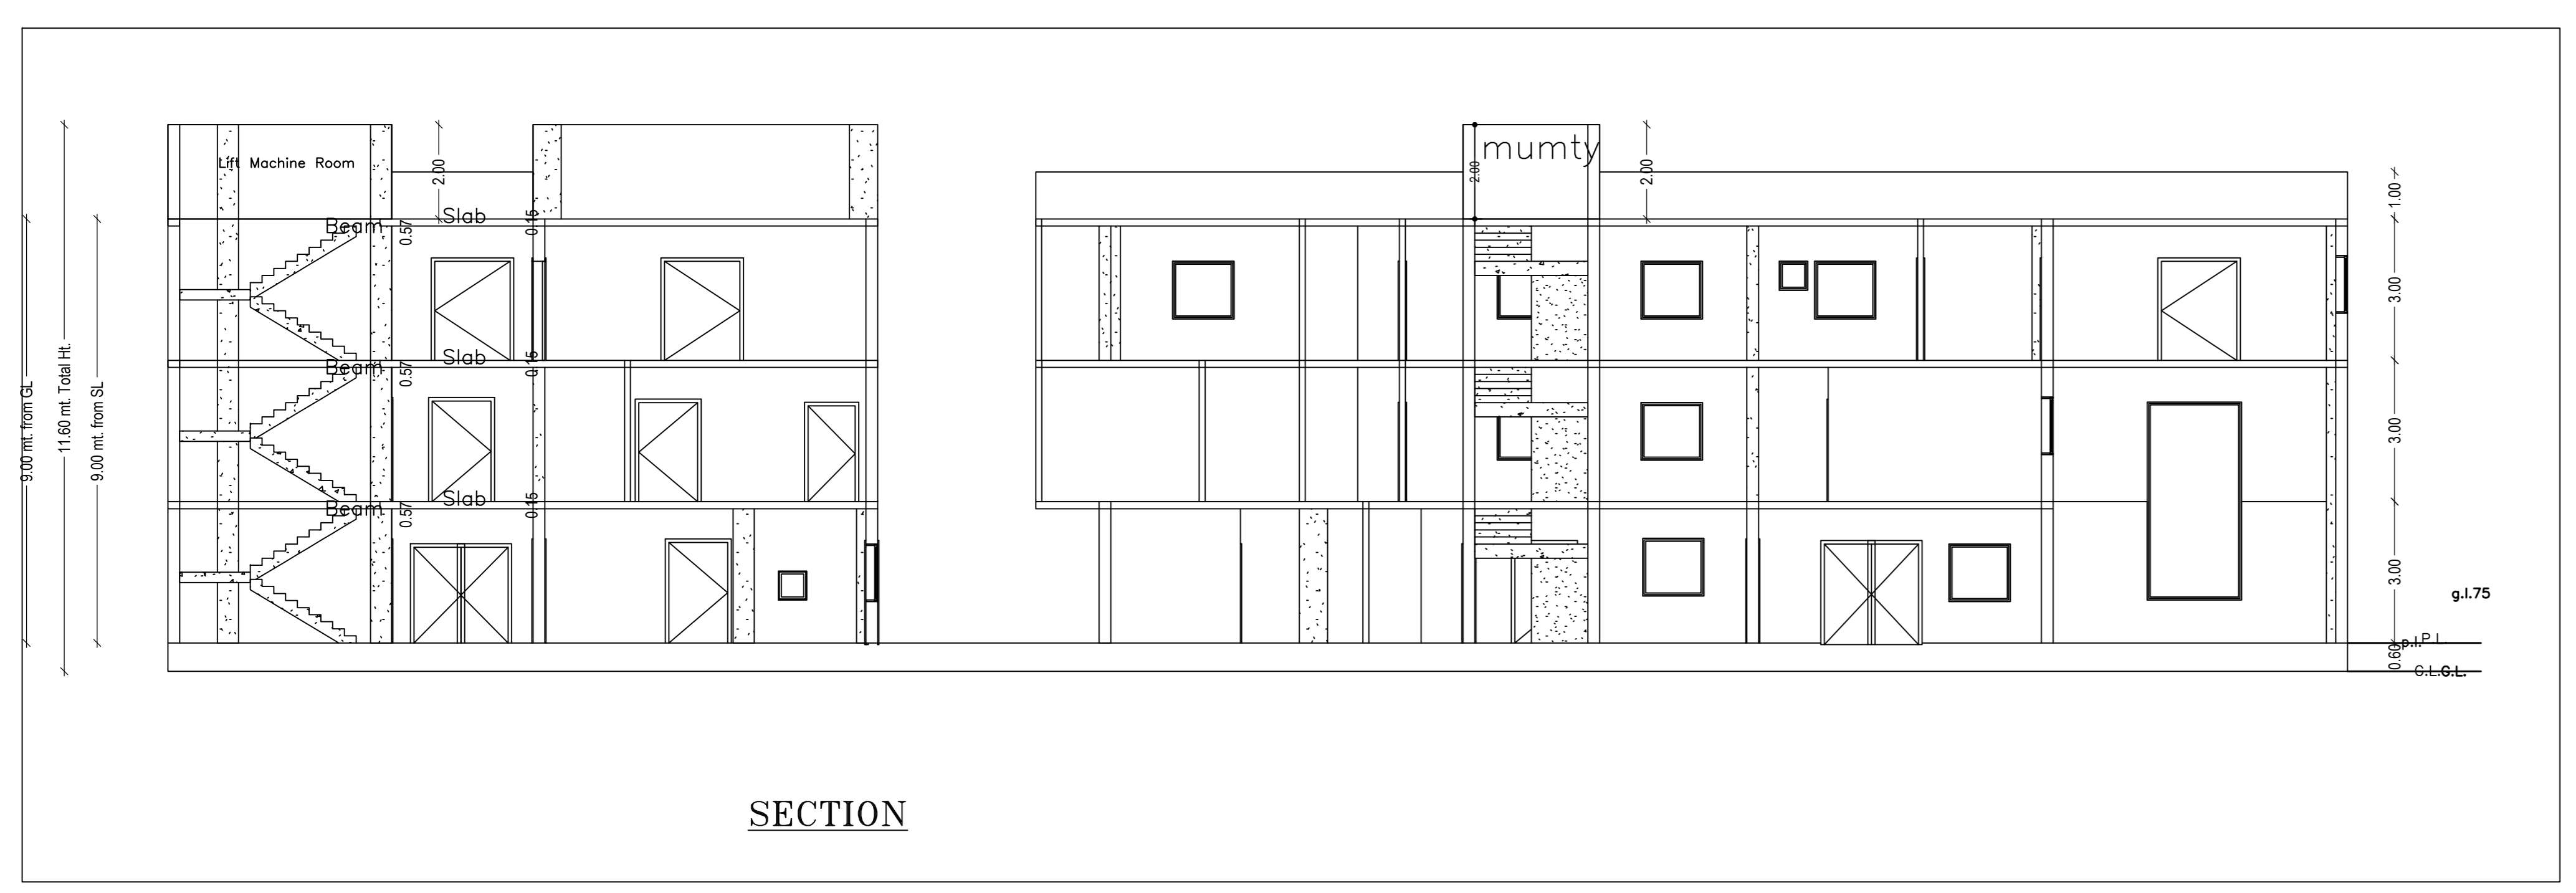 Lift Machine Room
2.00
mumty
2.00
2.00
1.00
Beam
0.57
Slab
0.15
3.00
9.00 mt. from GL
11.60 mt. Total Ht.
9.00 mt. from SL
Beam
0.57
Slab
0.15
3.00
Beam
0.57
Slab
0.15
3.00
g.l.75
0.60
p.l.
P.L.
G.L.
G.L.
SECTION